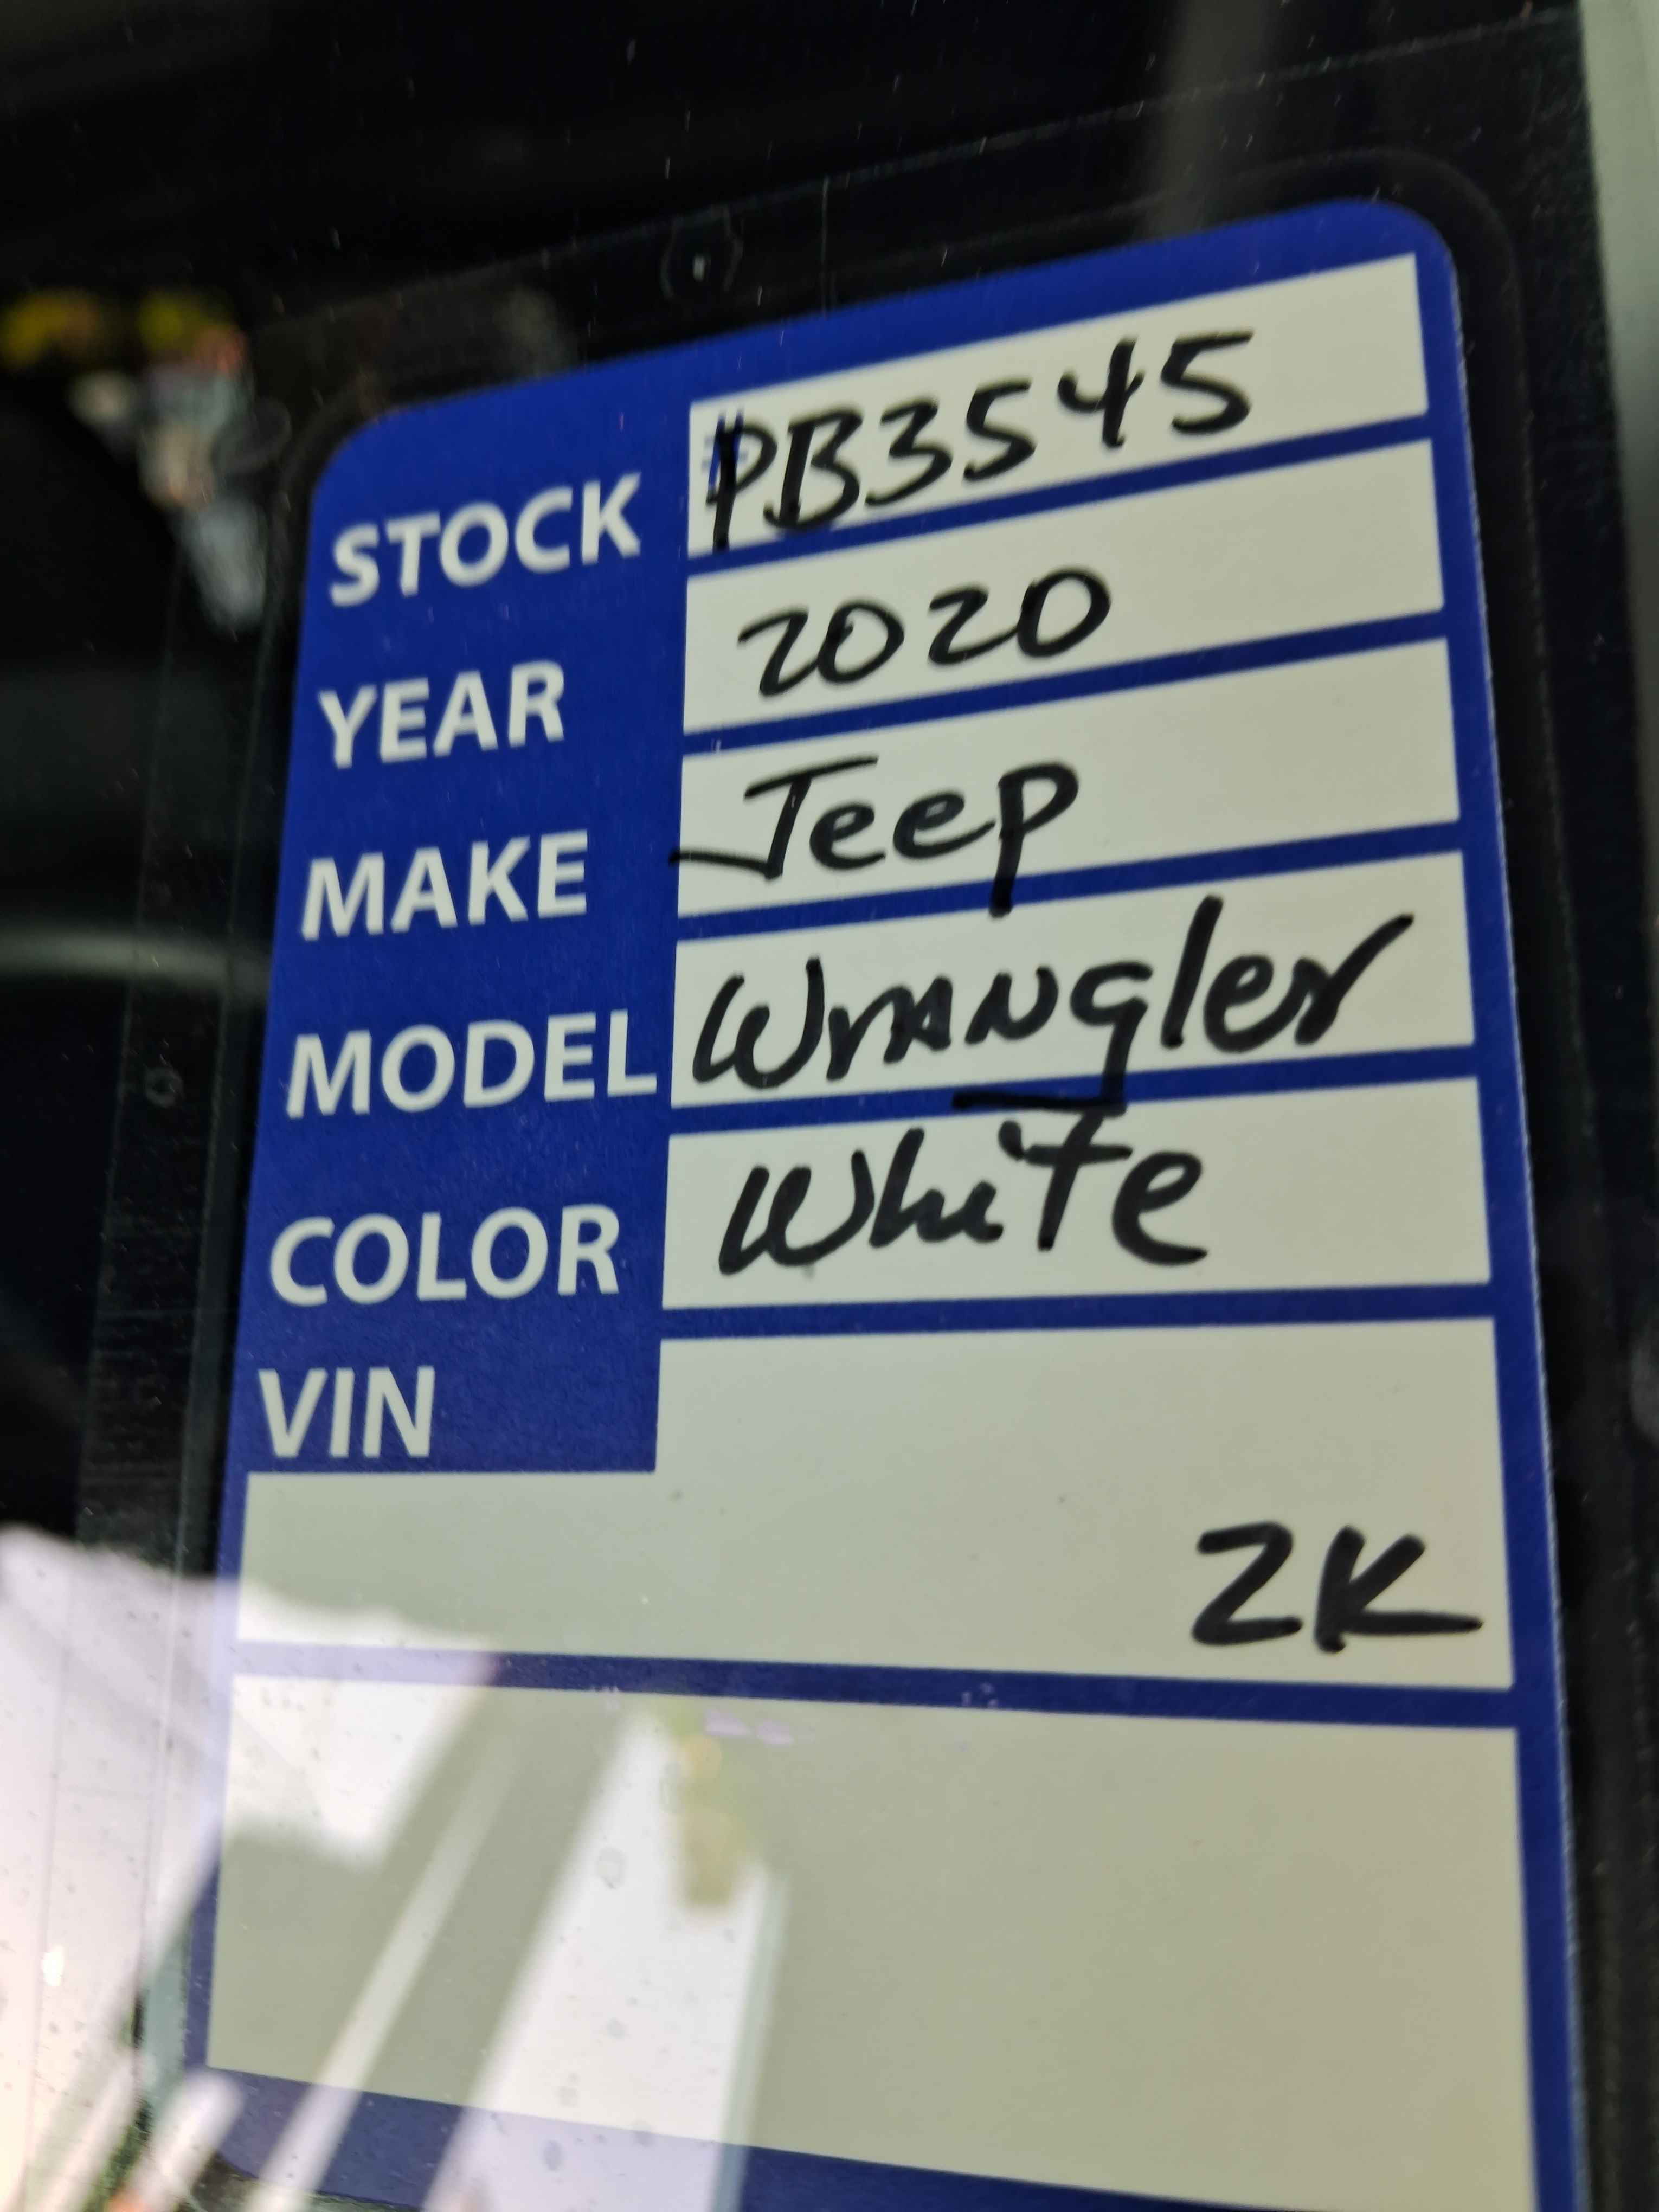 STOCK #PB3545
YEAR 2020
MAKE Jeep
MODEL Wrangler
COLOR White
VIN
2K